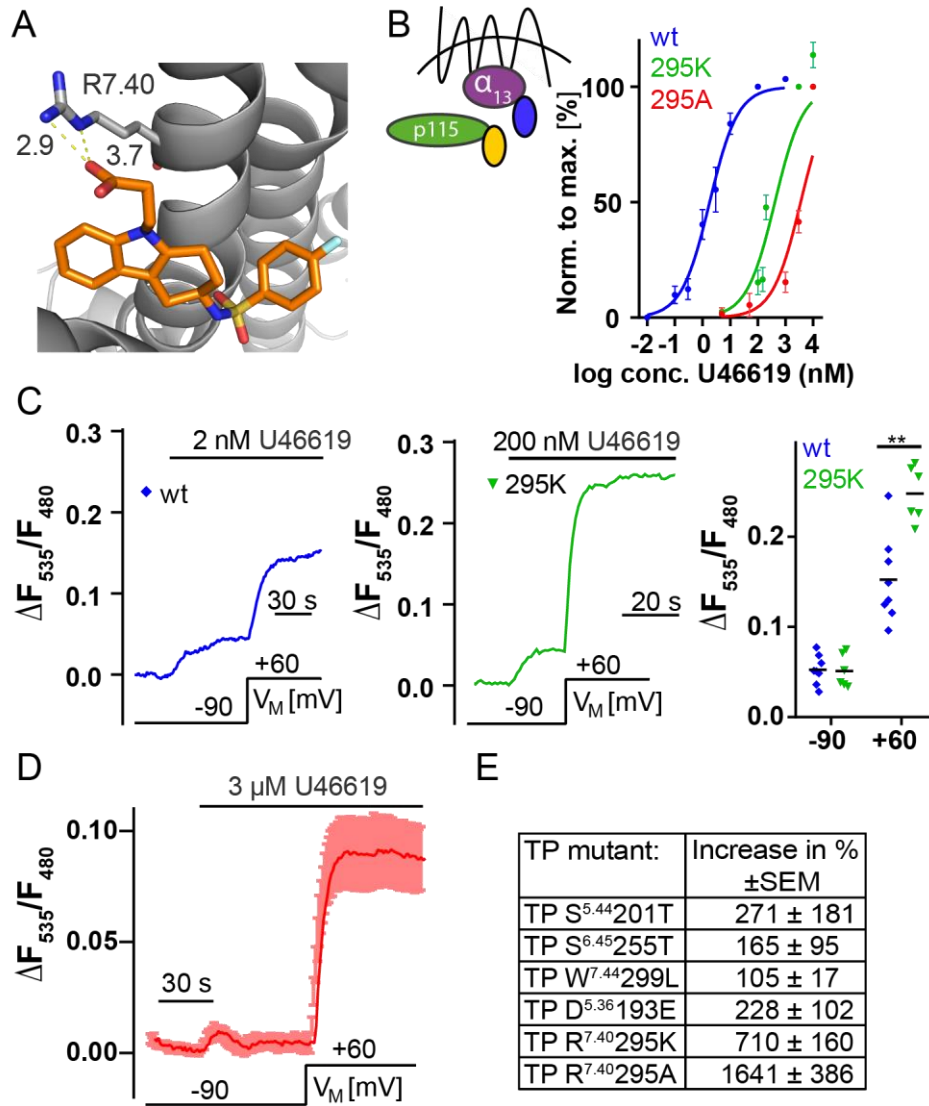 A
R7.40
2.9
3.7
B
α13
p115
wt
295K
295A
Norm. to max. [%]
100
50
0
-2 -1 0 1 2 3 4
log conc. U46619 (nM)
C
ΔF535/F480
0.3
0.2
0.1
0.0
2 nM U46619
wt
30 s
+60
-90
VM [mV]
ΔF535/F480
0.3
0.2
0.1
0.0
200 nM U46619
295K
20 s
+60
-90
VM [mV]
ΔF535/F480
wt
295K
**
0.2
0.1
0.0
-90 +60
D
3 µM U46619
ΔF535/F480
0.10
0.05
0.00
30 s
+60
-90
VM [mV]
E
TP mutant: Increase in % ±SEM
TP S5.44201T 271 ± 181
TP S6.45255T 165 ± 95
TP W7.44299L 105 ± 17
TP D5.36193E 228 ± 102
TP R7.40295K 710 ± 160
TP R7.40295A 1641 ± 386